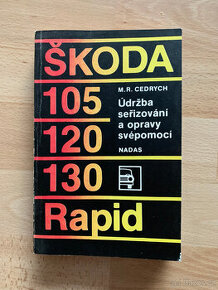 ŠKODA
105
120
130
Rapid
M.R. CEDRYCH
Údržba
seřizování
a opravy
svépomocí
NADAS